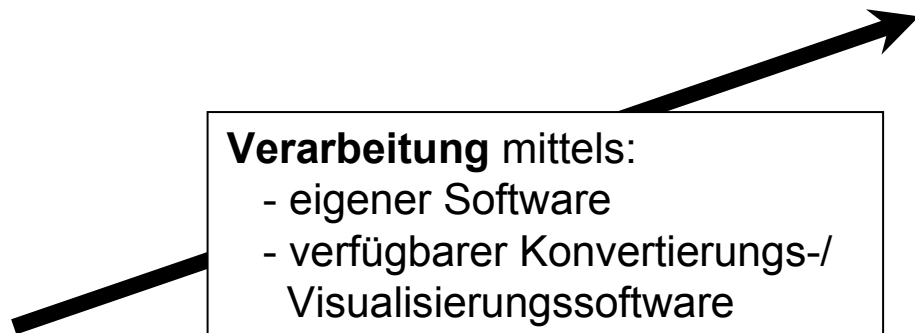 Verarbeitung mittels:
- eigener Software
- verfügbarer Konvertierungs-/
Visualisierungssoftware